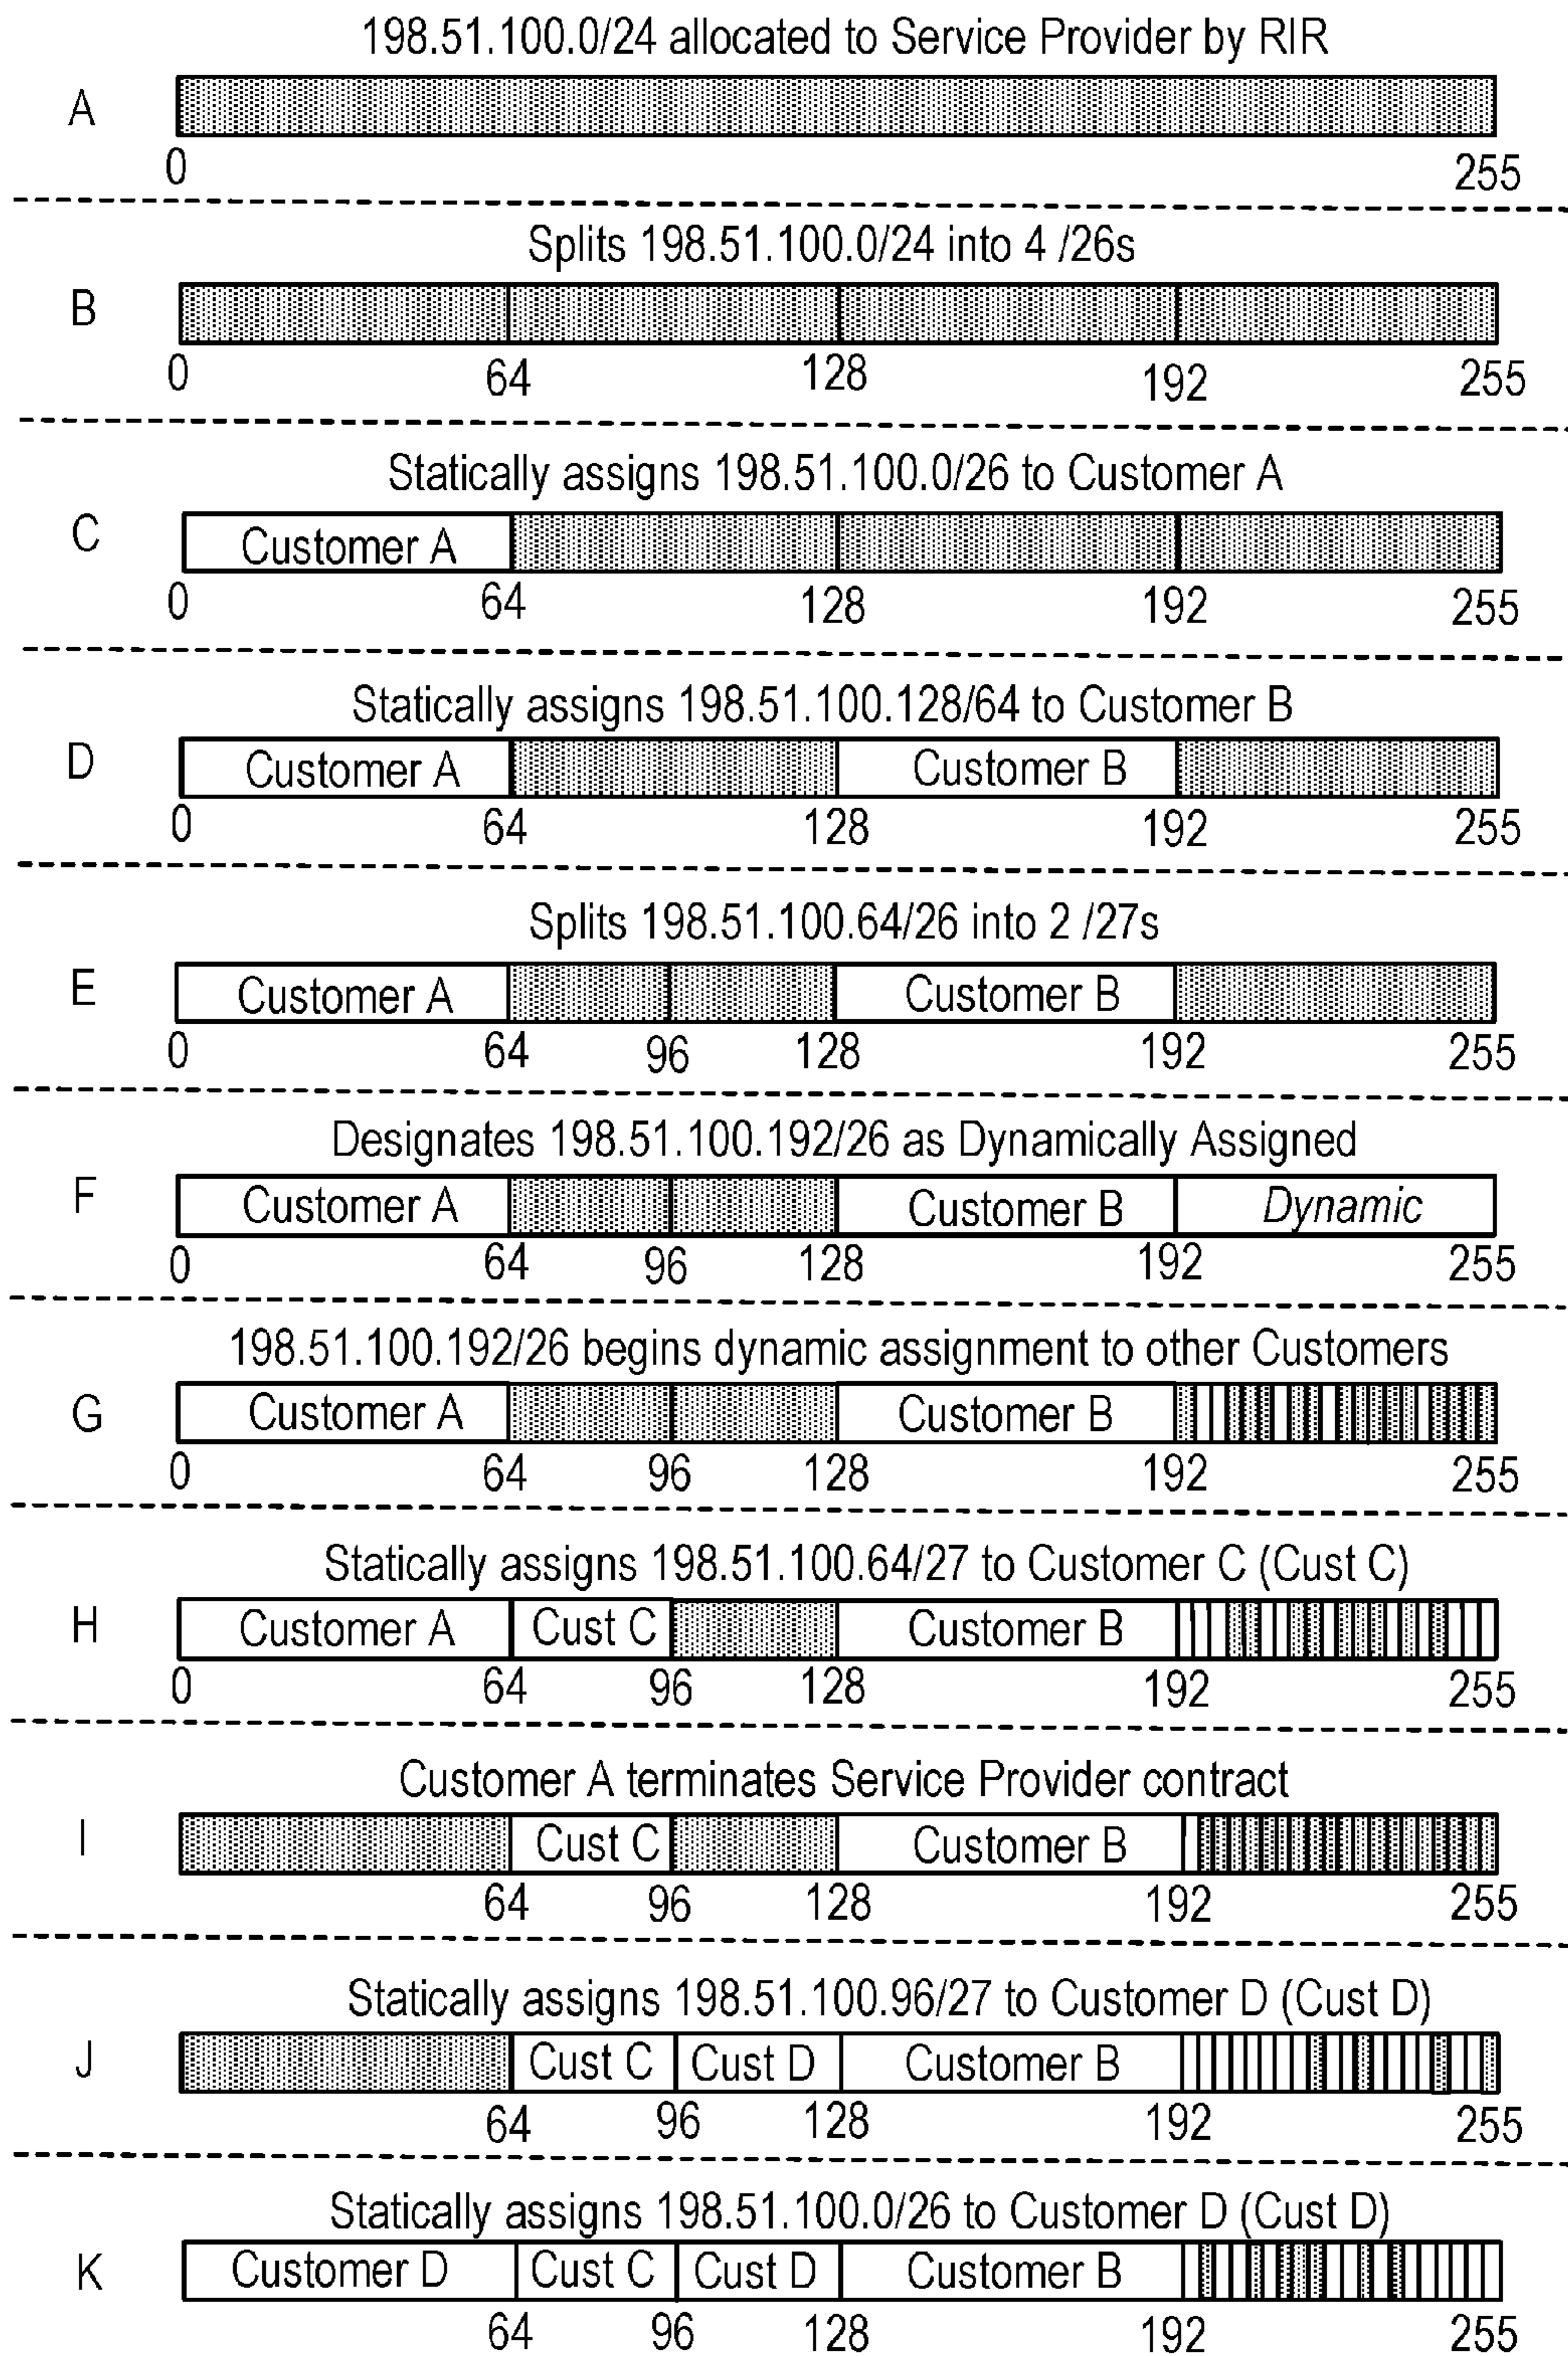 198.51.100.0/24 allocated to Service Provider by RIR
A
0 255
Splits 198.51.100.0/24 into 4 /26s
B
0 64 128 192 255
Statically assigns 198.51.100.0/26 to Customer A
C Customer A
0 64 128 192 255
Statically assigns 198.51.100.128/64 to Customer B
D Customer A Customer B
0 64 128 192 255
Splits 198.51.100.64/26 into 2 /27s
E Customer A Customer B
0 64 96 128 192 255
Designates 198.51.100.192/26 as Dynamically Assigned
F Customer A Customer B Dynamic
0 64 96 128 192 255
198.51.100.192/26 begins dynamic assignment to other Customers
G Customer A Customer B
0 64 96 128 192 255
Statically assigns 198.51.100.64/27 to Customer C (Cust C)
H Customer A Cust C Customer B
0 64 96 128 192 255
Customer A terminates Service Provider contract
I Cust C Customer B
64 96 128 192 255
Statically assigns 198.51.100.96/27 to Customer D (Cust D)
J Cust C Cust D Customer B
64 96 128 192 255
Statically assigns 198.51.100.0/26 to Customer D (Cust D)
K Customer D Cust C Cust D Customer B
64 96 128 192 255